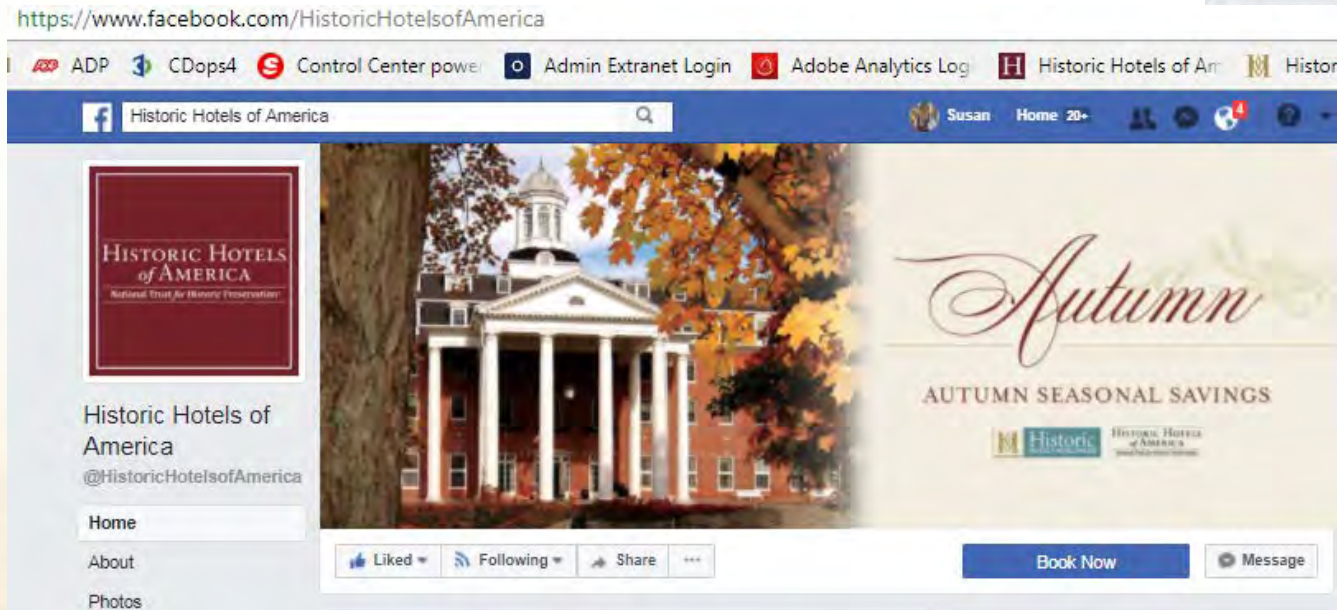 https://www.facebook.com/HistoricHotelsofAmerica
ADP CDops4 Control Center powe Admin Extranet Login Adobe Analytics Log Historic Hotels of Am Histor
Historic Hotels of America
Susan Home 20+ 4
HISTORIC HOTELS
of AMERICA
National Trust for Historic Preservation
Autumn
AUTUMN SEASONAL SAVINGS
Historic
HISTORIC HOTELS
of AMERICA
Historic Hotels of
America
@HistoricHotelsofAmerica
Home
About
Photos
Liked Following Share ...
Book Now Message